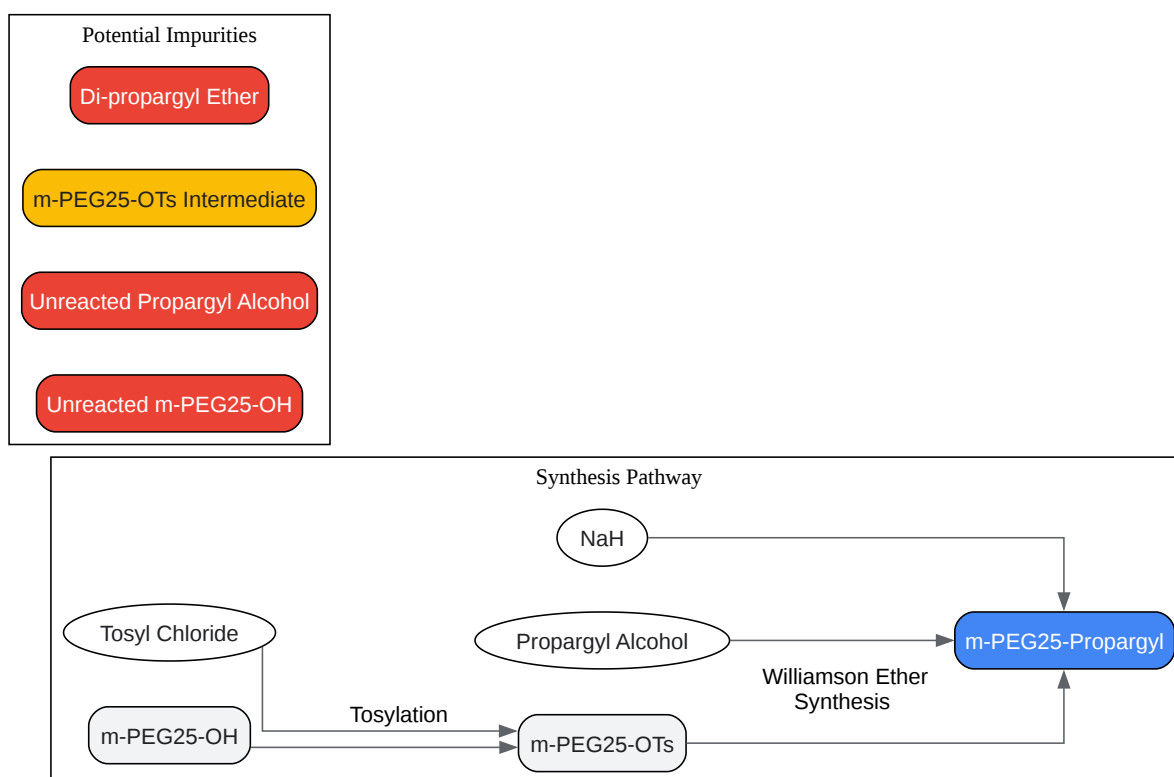 Potential Impurities
Di-propargyl Ether
m-PEG25-OTs Intermediate
Unreacted Propargyl Alcohol
Unreacted m-PEG25-OH
Synthesis Pathway
NaH
Tosyl Chloride
Propargyl Alcohol
m-PEG25-Propargyl
Williamson Ether
Synthesis
Tosylation
m-PEG25-OH
m-PEG25-OTs